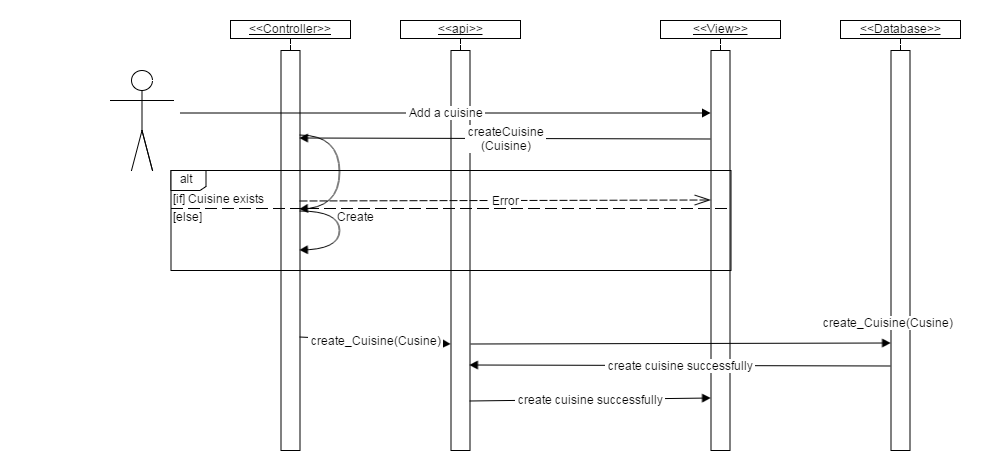 <<Controller>>
<<api>>
<<View>>
<<Database>>
Add a cuisine
createCuisine
(Cuisine)
alt
[if] Cuisine exists
Error
[else]
Create
create_Cuisine(Cusine)
create_Cuisine(Cusine)
create cuisine successfully
create cuisine successfully